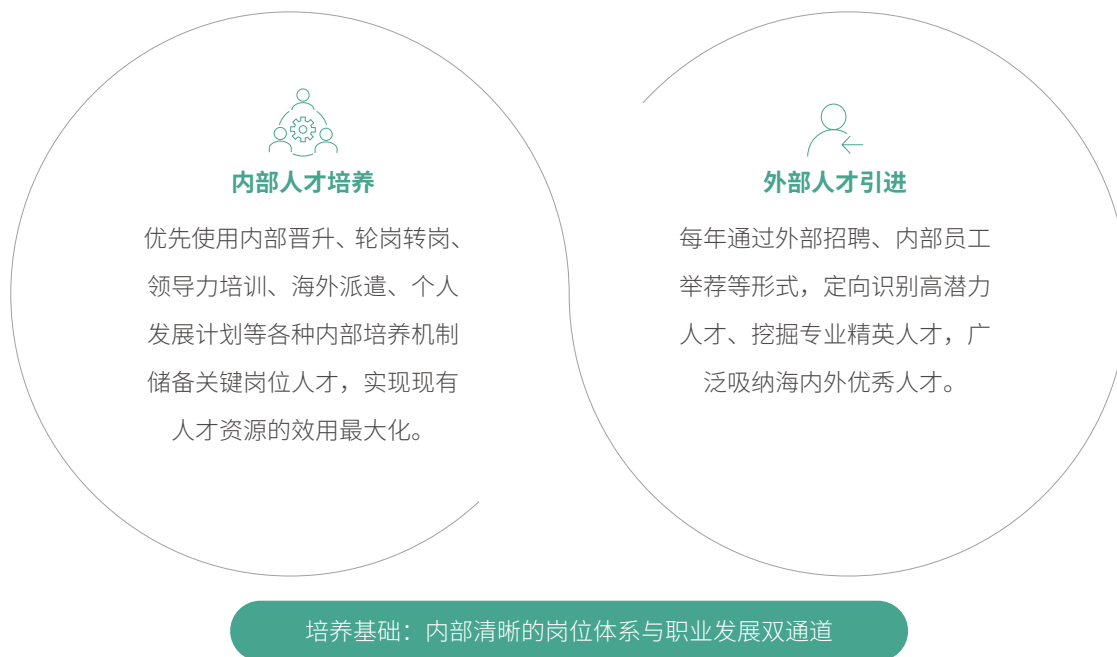 内部人才培养
优先使用内部晋升、轮岗转岗、
领导力培训、海外派遣、个人
发展计划等各种内部培养机制
储备关键岗位人才，实现现有
人才资源的效用最大化。
外部人才引进
每年通过外部招聘、内部员工
举荐等形式，定向识别高潜力
人才、挖掘专业精英人才，广
泛吸纳海内外优秀人才。
培养基础：内部清晰的岗位体系与职业发展双通道